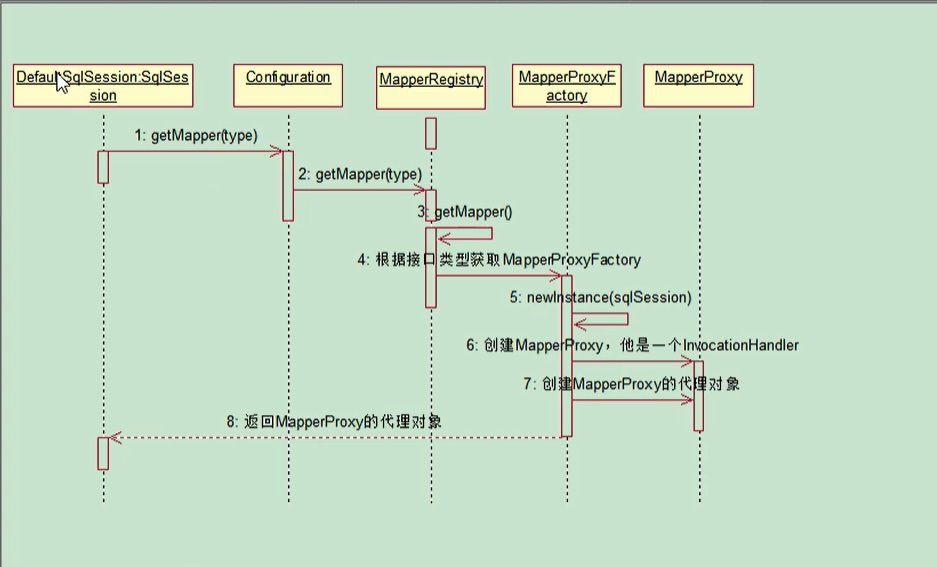 DefaultSqlSession:SqlSes
sion
Configuration
MapperRegistry
MapperProxyF
actory
MapperProxy
1: getMapper(type)
2: getMapper(type)
3: getMapper()
4: 根据接口类型获取MapperProxyFactory
5: newInstance(sqlSession)
6: 创建MapperProxy，他是一个InvocationHandler
7: 创建MapperProxy的代理对象
8: 返回MapperProxy的代理对象